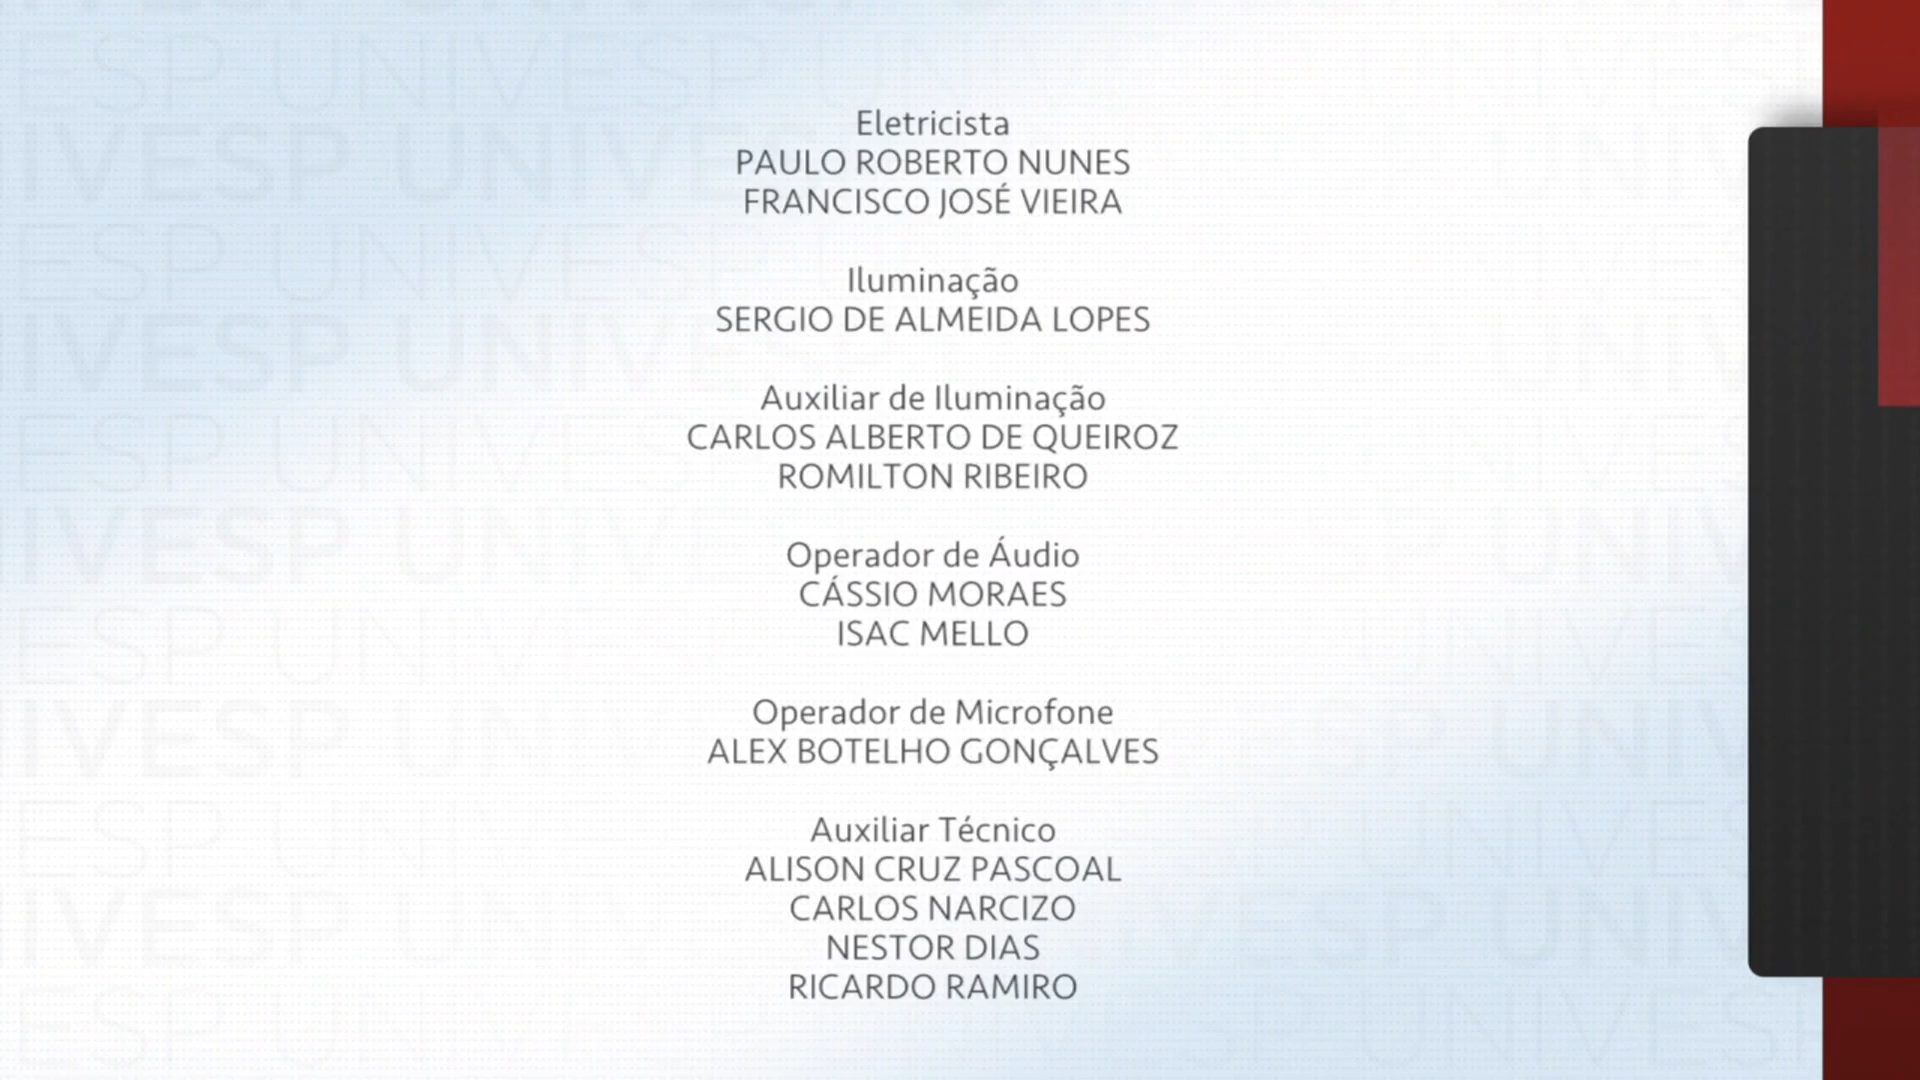 Eletricista
PAULO ROBERTO NUNES
FRANCISCO JOSÉ VIEIRA
Iluminação
SERGIO DE ALMEIDA LOPES
Auxiliar de Iluminação
CARLOS ALBERTO DE QUEIROZ
ROMILTON RIBEIRO
Operador de Áudio
CÁSSIO MORAES
ISAC MELLO
Operador de Microfone
ALEX BOTELHO GONÇALVES
Auxiliar Técnico
ALISON CRUZ PASCOAL
CARLOS NARCIZO
NESTOR DIAS
RICARDO RAMIRO